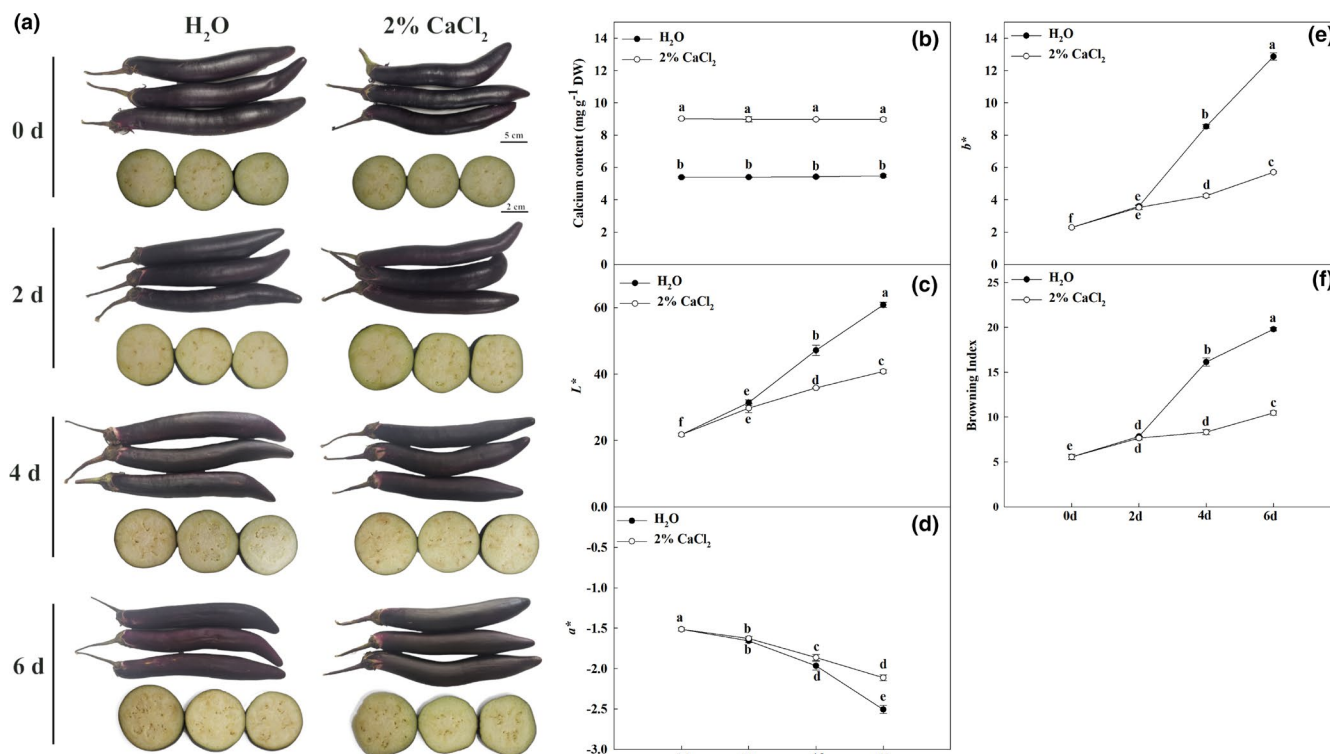 (a)
H₂O
2% CaCl₂
0 d
5 cm
2 cm
2 d
4 d
6 d
(b)
H₂O
2% CaCl₂
Calcium content (mg g⁻¹ DW)
14
12
10
8
6
4
2
0
a
a
a
a
b
b
b
b
(c)
H₂O
2% CaCl₂
L*
60
40
20
0.0
f
e
e
b
d
a
c
(d)
H₂O
2% CaCl₂
a*
-0.5
-1.0
-1.5
-2.0
-2.5
-3.0
a
b
b
c
d
d
e
(e)
H₂O
2% CaCl₂
b*
14
12
10
8
6
4
2
0
f
e
e
b
d
a
c
(f)
H₂O
2% CaCl₂
Browning Index
25
20
15
10
5
0
e
d
d
b
d
a
c
0d
2d
4d
6d